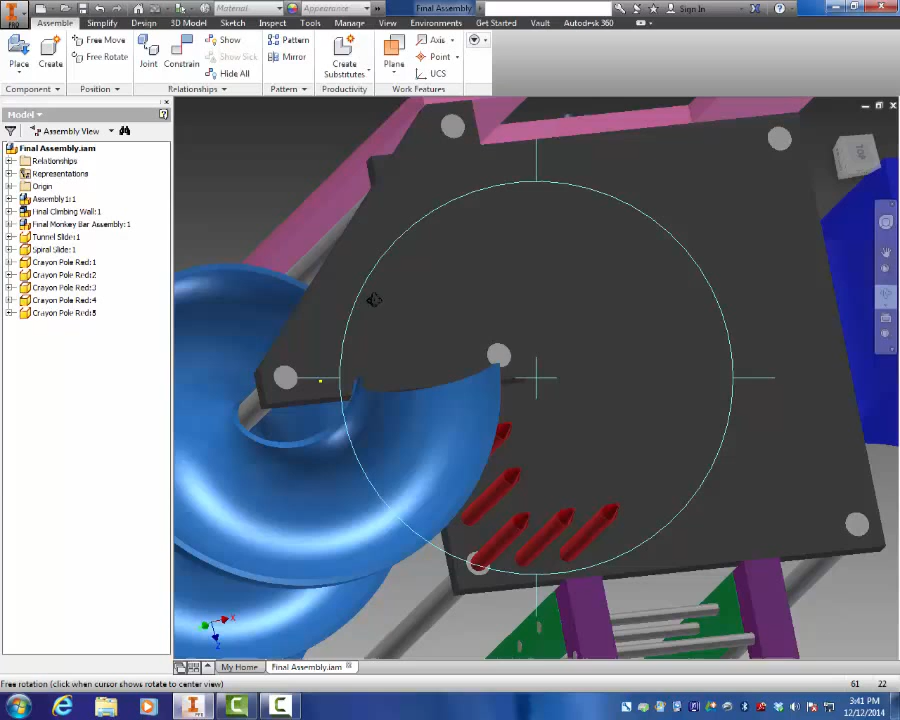 Material
Appearance
Final Assembly
Sign In
PRO
Assemble Simplify Design 3D Model Sketch Inspect Tools Manage View Environments Get Started Vault Autodesk 360
Place
Create
Free Move
Free Rotate
Joint
Constrain
Show
Show Sick
Hide All
Pattern
Mirror
Create
Substitutes
Plane
Axis
Point
UCS
Component
Position
Relationships
Pattern
Productivity
Work Features
Model
Assembly View
Final Assembly.iam
Relationships
Representations
Origin
Assembly1:1
Final Climbing Wall:1
Final Monkey Bar Assembly:1
Tunnel Slide:1
Spiral Slide:1
Crayon Pole Red:1
Crayon Pole Red:2
Crayon Pole Red:3
Crayon Pole Red:4
Crayon Pole Red:5
TOP
X
Z
My Home
Final Assembly.iam
Free rotation (click when cursor shows rotate to center view)
61 22
3:41 PM
12/12/2014